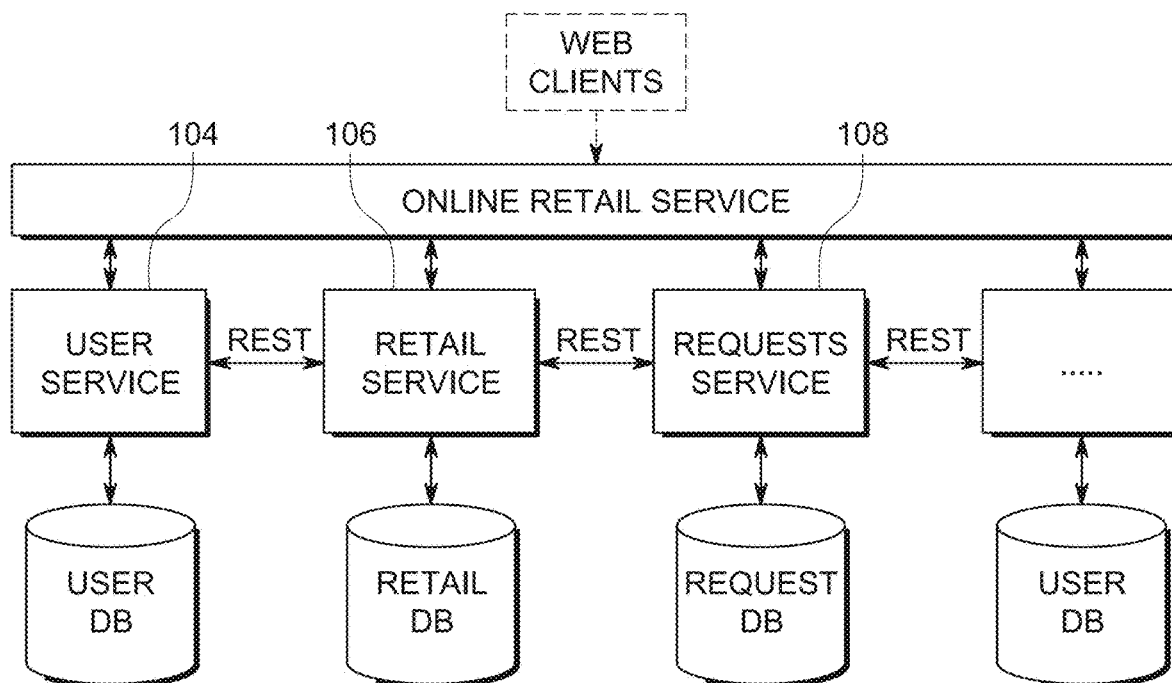 WEB
CLIENTS
104
106
108
ONLINE RETAIL SERVICE
USER
SERVICE
REST
RETAIL
SERVICE
REST
REQUESTS
SERVICE
REST
.....
USER
DB
RETAIL
DB
REQUEST
DB
USER
DB